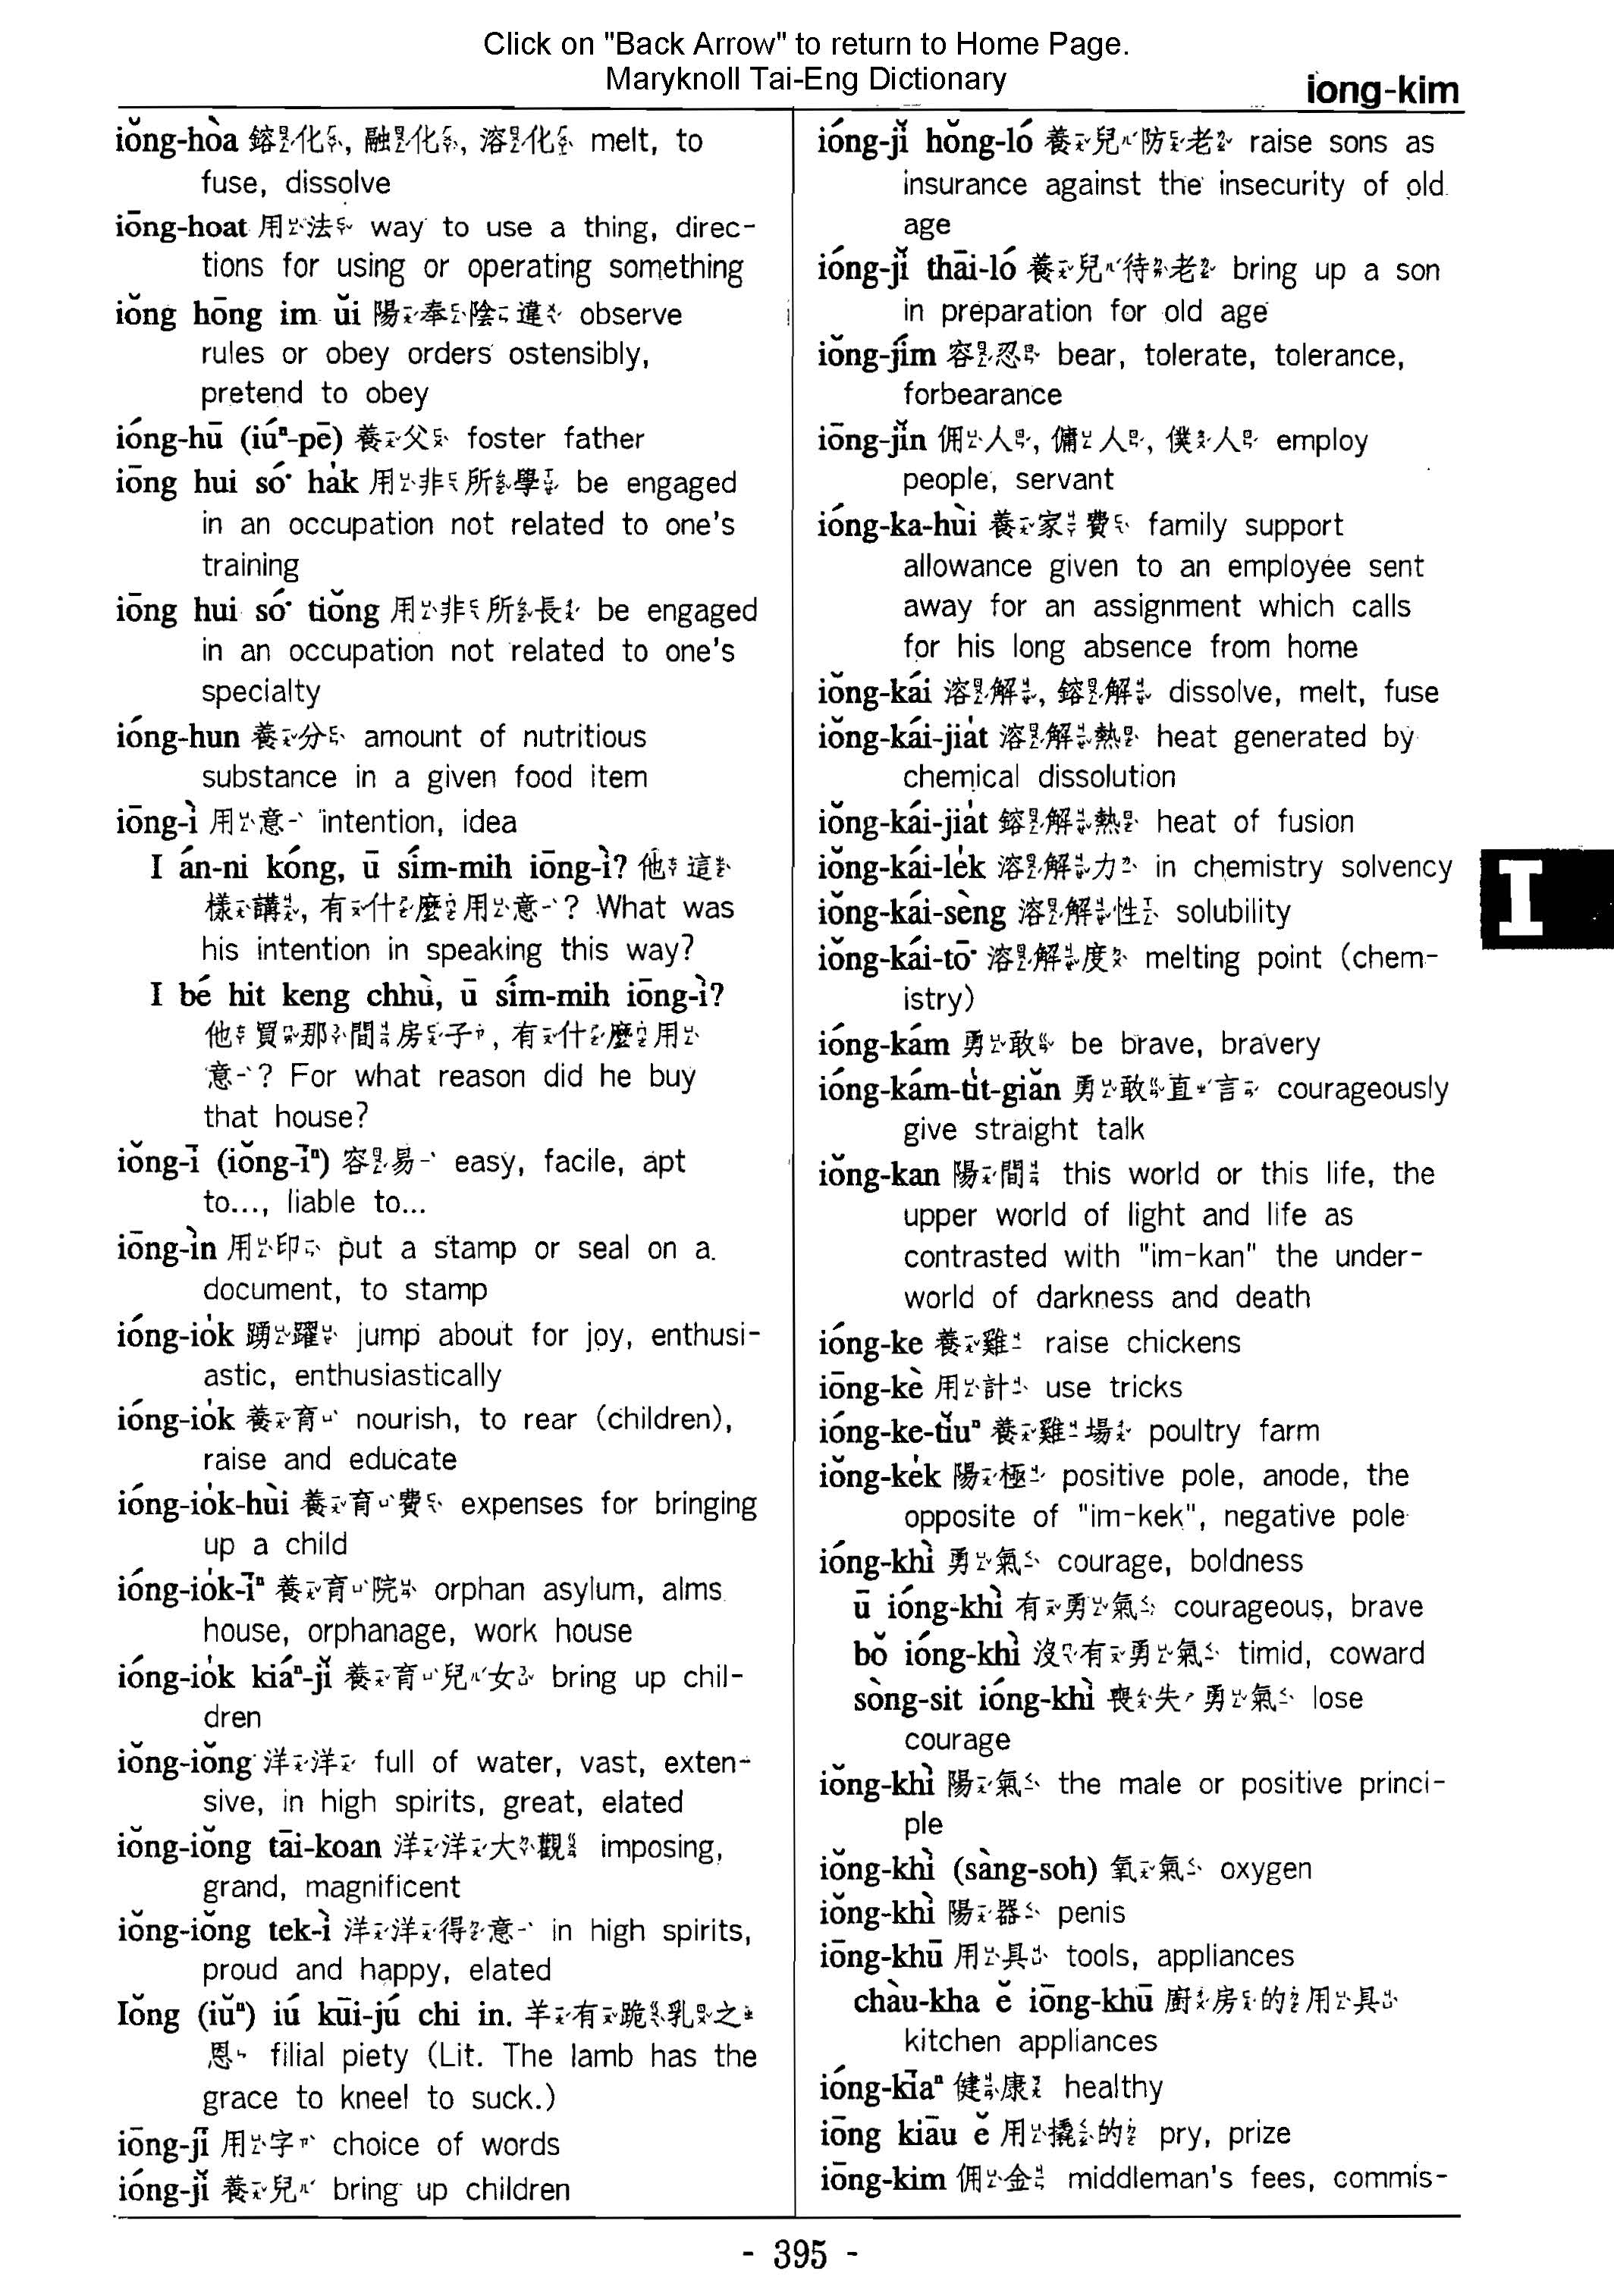 Click on "Back Arrow" to return to Home Page.
Maryknoll Tai-Eng Dictionary
iong-kim
iǒng-hòa 鎔化, 融化, 溶化 melt, to
fuse, dissolve
iōng-hoat 用法 way to use a thing, direc-
tions for using or operating something
iǒng hōng im ǔi 陽奉陰違 observe
rules or obey orders ostensibly,
pretend to obey
ióng-hū (iúⁿ-pē) 養父 foster father
iōng hui só͘ ha̍k 用非所學 be engaged
in an occupation not related to one's
training
iōng hui só͘ tiǒng 用非所長 be engaged
in an occupation not related to one's
specialty
ióng-hun 養分 amount of nutritious
substance in a given food item
iōng-ì 用意 intention, idea
I án-ni kóng, ū sím-mih iōng-ì? 他這
樣講, 有什麼用意? What was
his intention in speaking this way?
I bé hit keng chhù, ū sím-mih iōng-ì?
他買那間房子, 有什麼用
意? For what reason did he buy
that house?
iǒng-ī (iǒng-īⁿ) 容易 easy, facile, apt
to..., liable to...
iōng-ìn 用印 put a stamp or seal on a
document, to stamp
ióng-io̍k 踴躍 jump about for joy, enthusi-
astic, enthusiastically
ióng-io̍k 養育 nourish, to rear (children),
raise and educate
ióng-io̍k-hùi 養育費 expenses for bringing
up a child
ióng-io̍k-īⁿ 養育院 orphan asylum, alms
house, orphanage, work house
ióng-io̍k kiáⁿ-jǐ 養育兒女 bring up chil-
dren
iǒng-iǒng 洋洋 full of water, vast, exten-
sive, in high spirits, great, elated
iǒng-iǒng tāi-koan 洋洋大觀 imposing,
grand, magnificent
iǒng-iǒng tek-ì 洋洋得意 in high spirits,
proud and happy, elated
Iǒng (iǔⁿ) iú kūi-jú chi in. 羊有跪乳之
恩 filial piety (Lit. The lamb has the
grace to kneel to suck.)
iōng-jī 用字 choice of words
ióng-jǐ 養兒 bring up children
ióng-jǐ hǒng-ló 養兒防老 raise sons as
insurance against the insecurity of old
age
ióng-jǐ thāi-ló 養兒待老 bring up a son
in preparation for old age
iǒng-jím 容忍 bear, tolerate, tolerance,
forbearance
iōng-jǐn 佣人, 傭人, 僕人 employ
people, servant
ióng-ka-hùi 養家費 family support
allowance given to an employee sent
away for an assignment which calls
for his long absence from home
iǒng-kái 溶解, 鎔解 dissolve, melt, fuse
iǒng-kái-jia̍t 溶解熱 heat generated by
chemical dissolution
iǒng-kái-jia̍t 鎔解熱 heat of fusion
iǒng-kái-le̍k 溶解力 in chemistry solvency
iǒng-kái-sèng 溶解性 solubility
iǒng-kái-tō͘ 溶解度 melting point (chem-
istry)
ióng-kám 勇敢 be brave, bravery
ióng-kám-ti̍t-giǎn 勇敢直言 courageously
give straight talk
iǒng-kan 陽間 this world or this life, the
upper world of light and life as
contrasted with "im-kan" the under-
world of darkness and death
ióng-ke 養雞 raise chickens
iōng-kè 用計 use tricks
ióng-ke-tiǔⁿ 養雞場 poultry farm
iǒng-ke̍k 陽極 positive pole, anode, the
opposite of "im-kek", negative pole
ióng-khì 勇氣 courage, boldness
ū ióng-khì 有勇氣 courageous, brave
bǒ ióng-khì 沒有勇氣 timid, coward
sòng-sit ióng-khì 喪失勇氣 lose
courage
iǒng-khì 陽氣 the male or positive princi-
ple
iǒng-khì (sàng-soh) 氧氣 oxygen
iǒng-khì 陽器 penis
iōng-khū 用具 tools, appliances
chàu-kha ě iōng-khū 廚房的用具
kitchen appliances
ióng-kīaⁿ 健康 healthy
iōng kiāu ě 用撬的 pry, prize
iōng-kim 佣金 middleman's fees, commis-
I
- 395 -